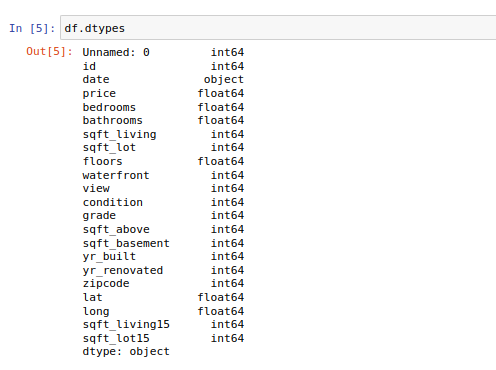 In [5]: df.dtypes
Out[5]: Unnamed: 0 int64
id int64
date object
price float64
bedrooms float64
bathrooms float64
sqft_living int64
sqft_lot int64
floors float64
waterfront int64
view int64
condition int64
grade int64
sqft_above int64
sqft_basement int64
yr_built int64
yr_renovated int64
zipcode int64
lat float64
long float64
sqft_living15 int64
sqft_lot15 int64
dtype: object